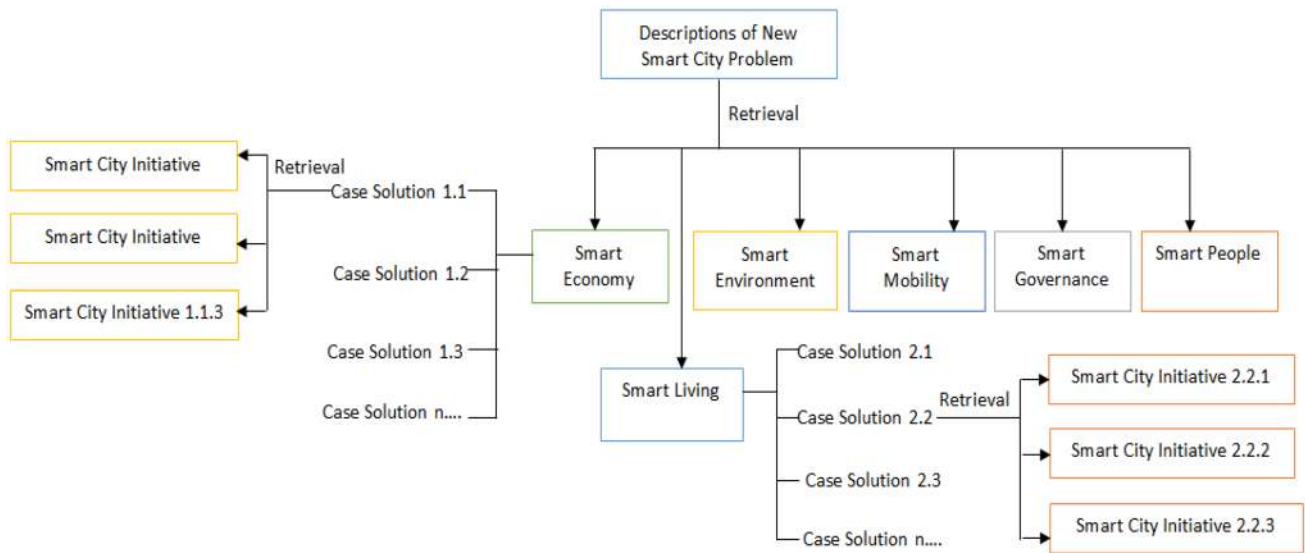 Descriptions of New
Smart City Problem
Retrieval
Smart City Initiative
Smart City Initiative
Smart City Initiative 1.1.3
Retrieval
Case Solution 1.1
Case Solution 1.2
Case Solution 1.3
Case Solution n....
Smart
Economy
Smart
Environment
Smart
Mobility
Smart
Governance
Smart People
Smart Living
Case Solution 2.1
Case Solution 2.2
Case Solution 2.3
Case Solution n....
Retrieval
Smart City Initiative 2.2.1
Smart City Initiative 2.2.2
Smart City Initiative 2.2.3